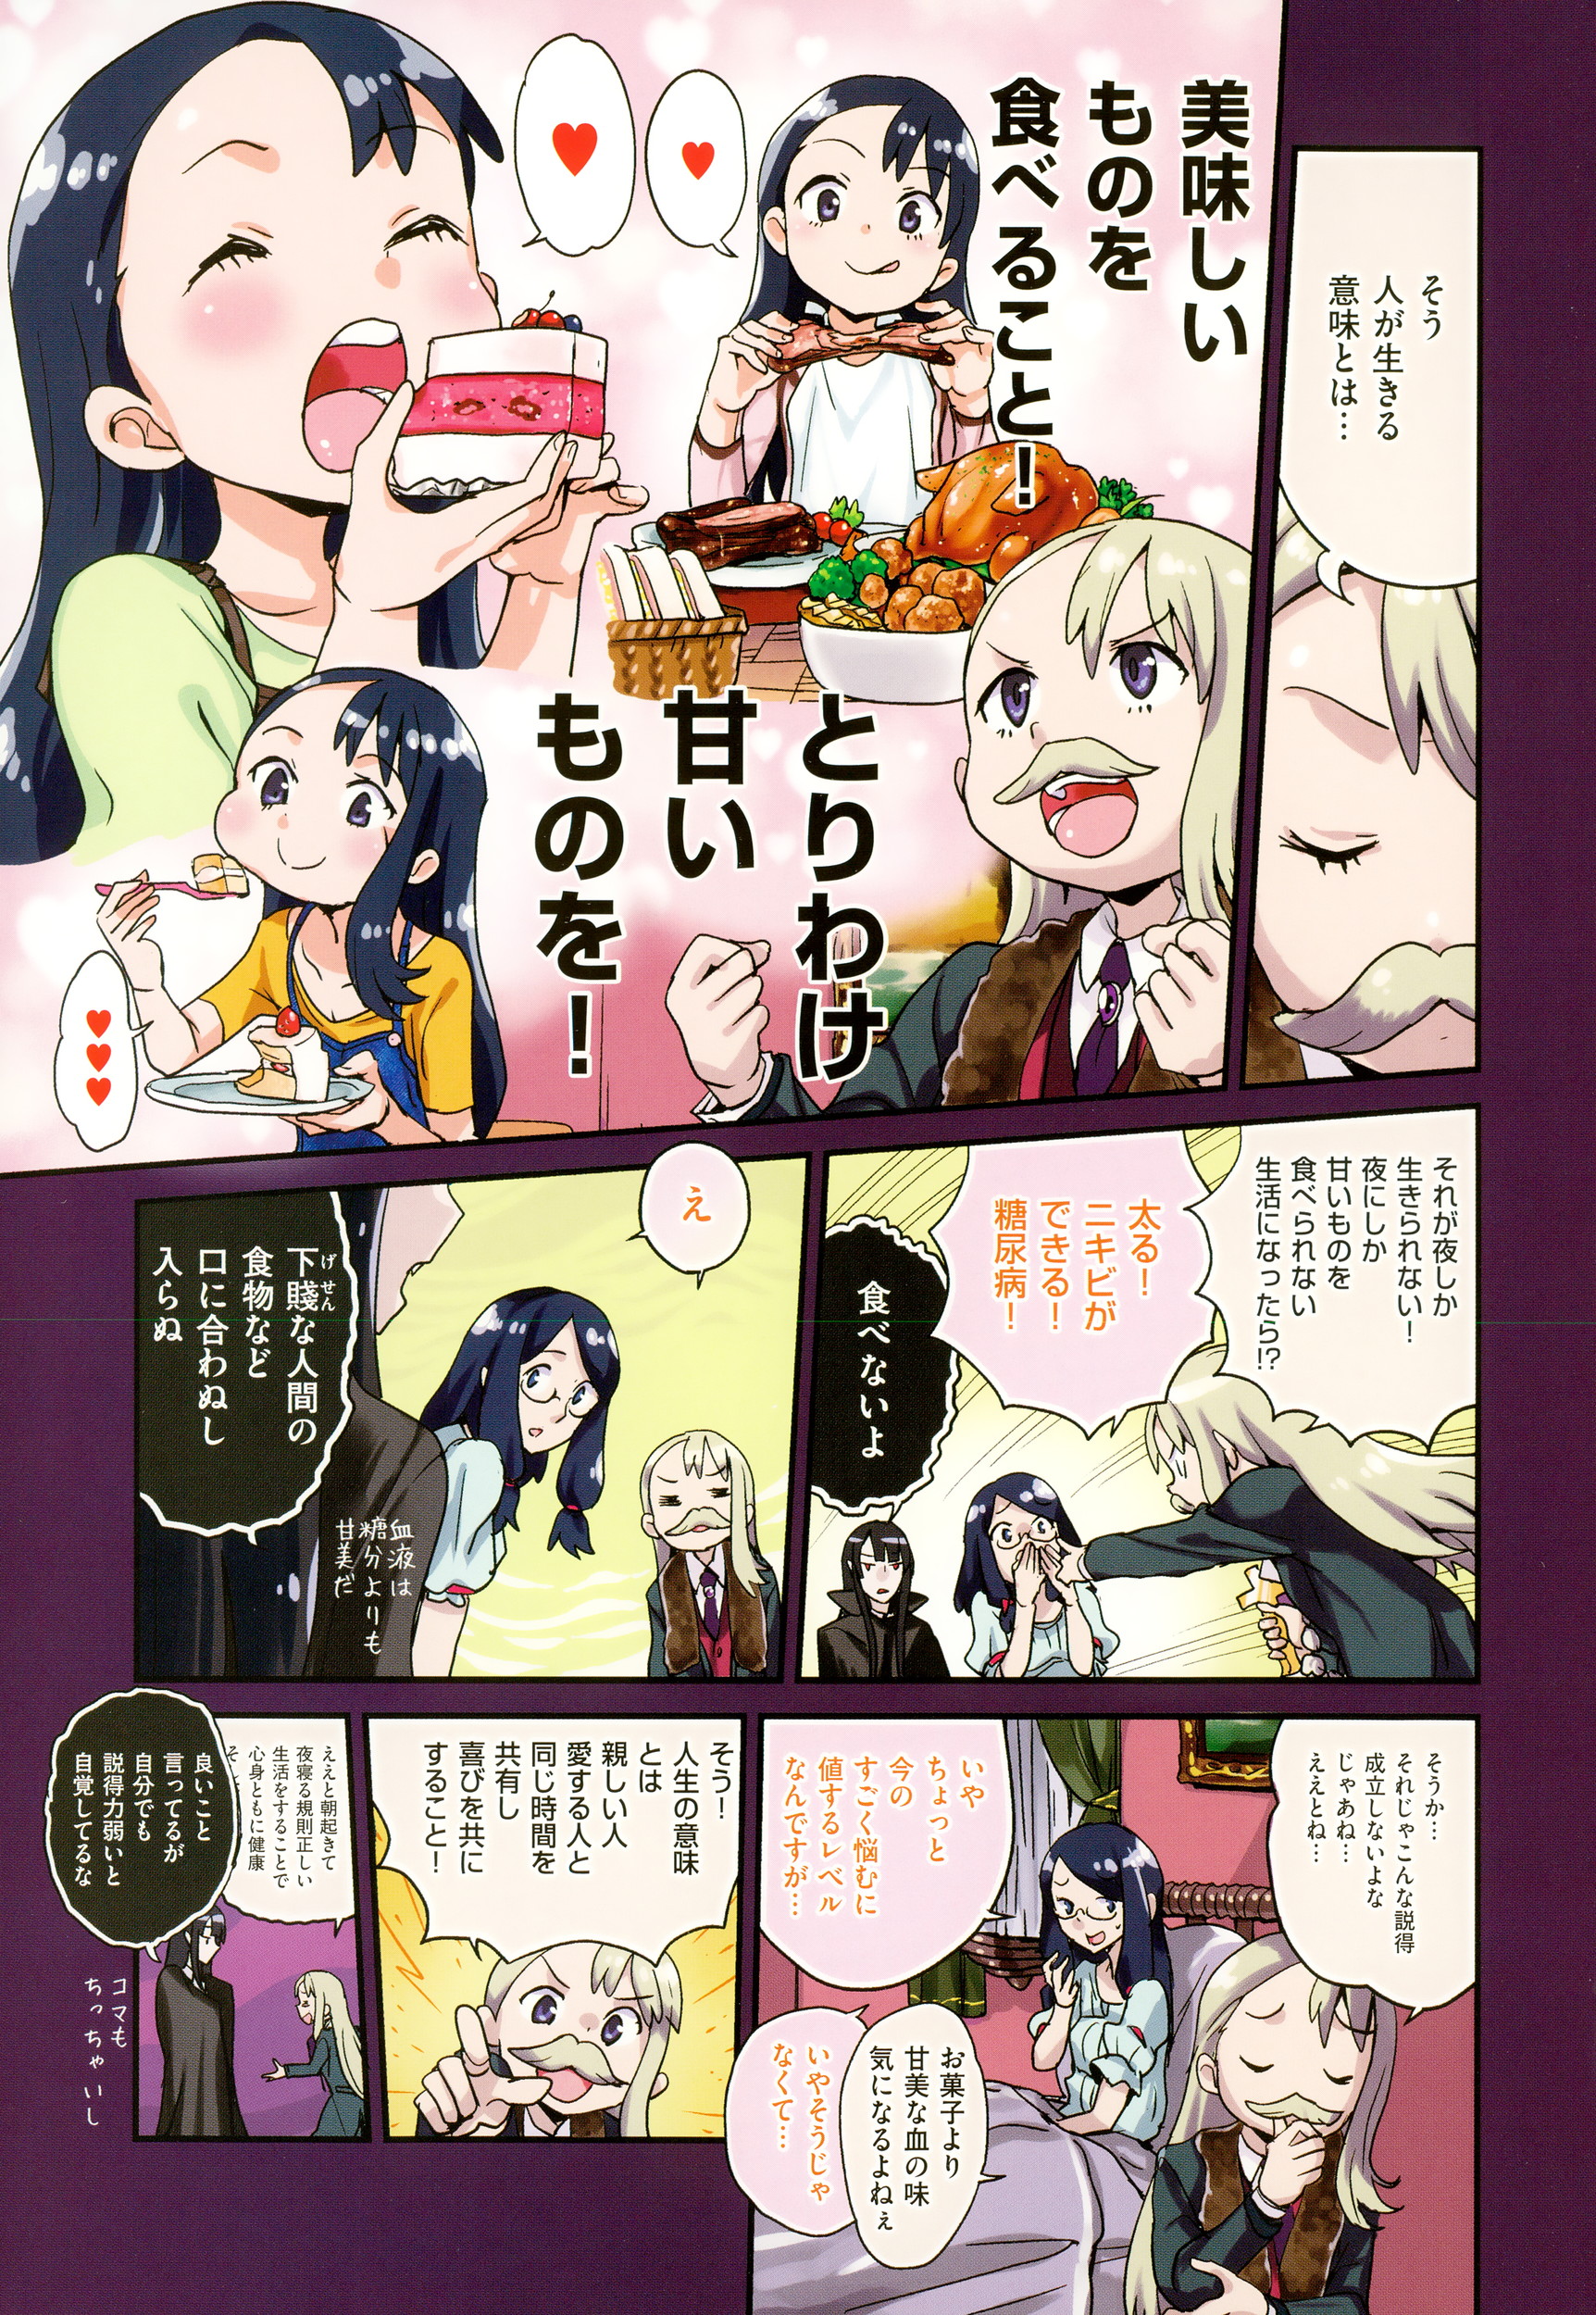 そう
人が生きる
意味とは…
美味しい
ものを
食べること！
とりわけ
甘い
ものを！
それが夜しか
生きられない！
夜にしか
甘いものを
食べられない
生活になったら!?
太る！
ニキビが
できる！
糖尿病！
食べないよ
え
下賤な人間の
げせん
食物など
口に合わぬし
入らぬ
血液は
糖分よりも
甘美だ
そうか…
それじゃこんな説得
成立しないよな
じゃあね…
ええとね…
いや
ちょっと
今の
すごく悩むに
値するレベル
なんですが…
お菓子より
甘美な血の味
気になるよねぇ
いやそうじゃ
なくて…
そう！
人生の意味
とは
親しい人
愛する人と
同じ時間を
共有し
喜びを共に
すること！
ええと朝起きて
夜寝る規則正しい
生活をすることで
心身ともに健康
そ
良いこと
言ってるが
自分でも
説得力弱いと
自覚してるな
コマも
ちっちゃいし